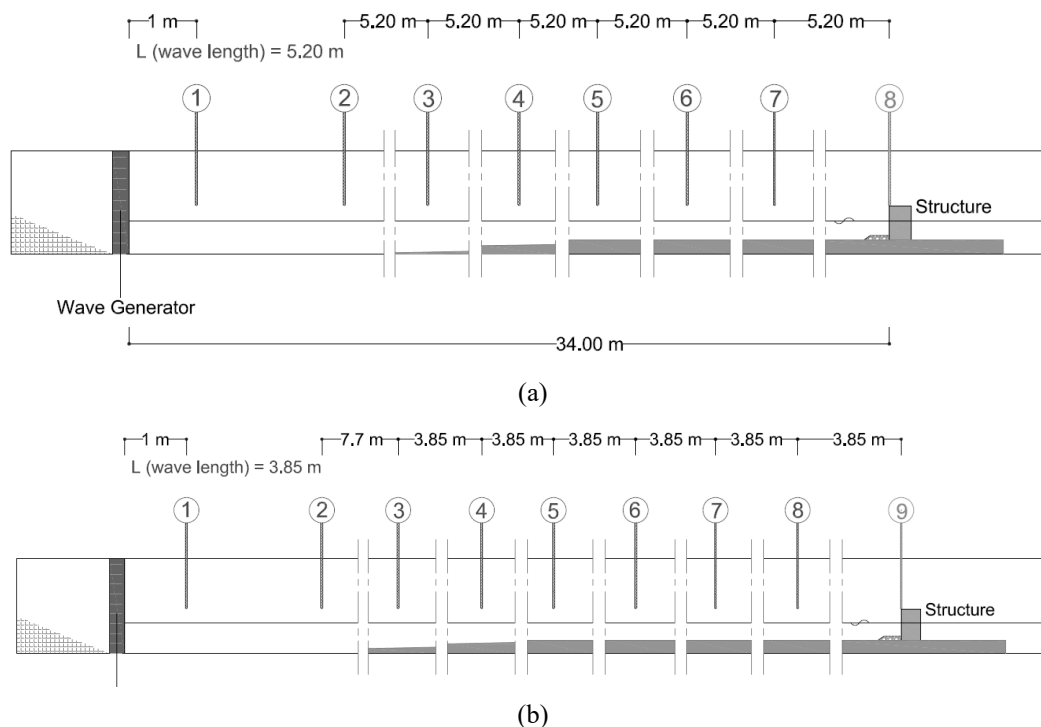 1 m 5.20 m 5.20 m 5.20 m 5.20 m 5.20 m 5.20 m
L (wave length) = 5.20 m
1 2 3 4 5 6 7 8
Structure
Wave Generator
34.00 m
(a)
1 m 7.7 m 3.85 m 3.85 m 3.85 m 3.85 m 3.85 m 3.85 m
L (wave length) = 3.85 m
1 2 3 4 5 6 7 8 9
Structure
(b)